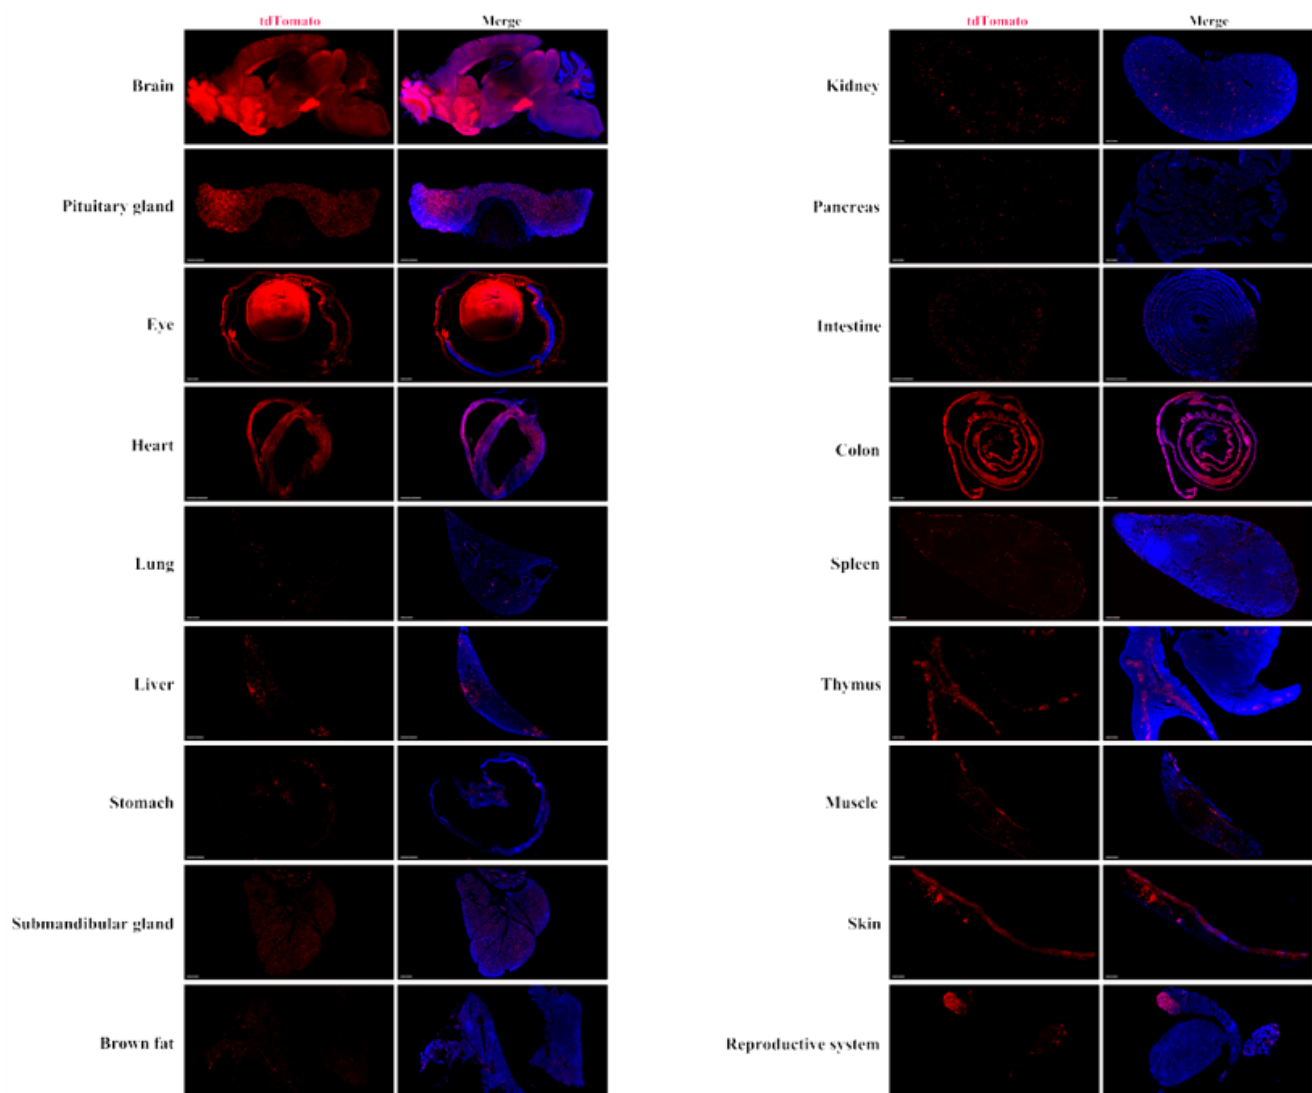 tdTomato Merge tdTomato Merge
Brain Kidney
Pituitary gland Pancreas
Eye Intestine
Heart Colon
Lung Spleen
Liver Thymus
Stomach Muscle
Submandibular gland Skin
Brown fat Reproductive system